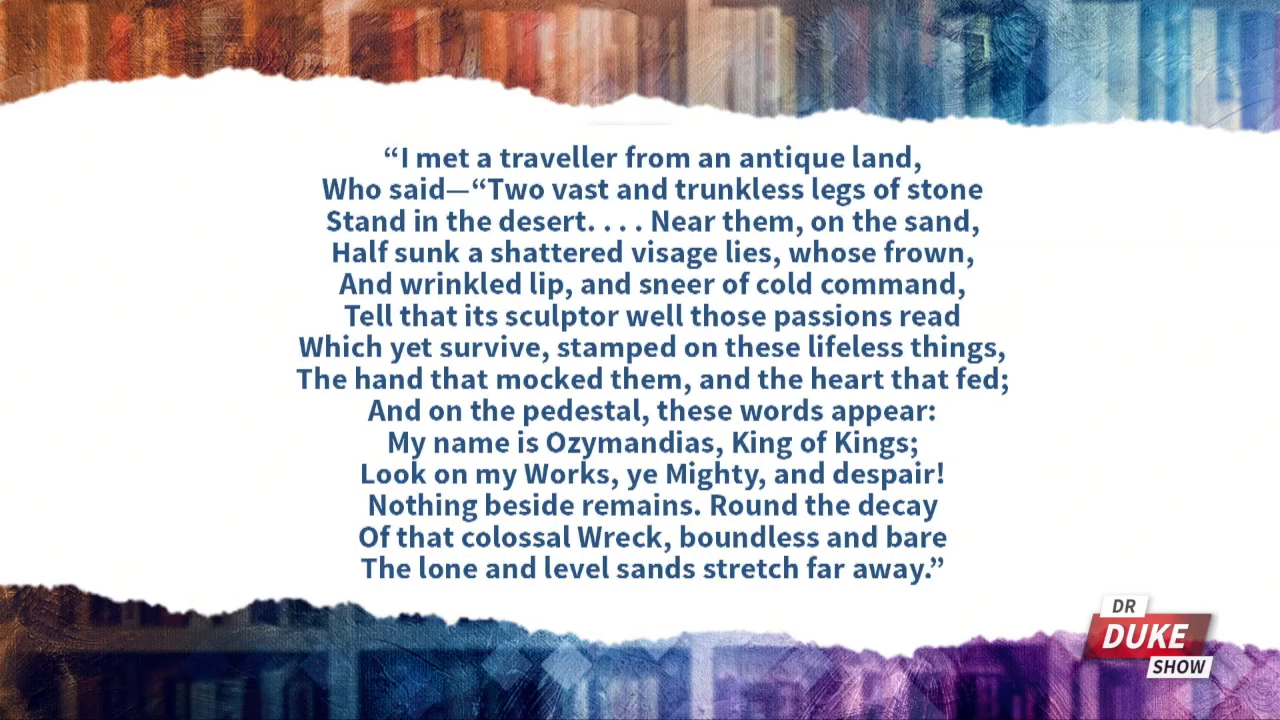 “I met a traveller from an antique land,
Who said—“Two vast and trunkless legs of stone
Stand in the desert. . . . Near them, on the sand,
Half sunk a shattered visage lies, whose frown,
And wrinkled lip, and sneer of cold command,
Tell that its sculptor well those passions read
Which yet survive, stamped on these lifeless things,
The hand that mocked them, and the heart that fed;
And on the pedestal, these words appear:
My name is Ozymandias, King of Kings;
Look on my Works, ye Mighty, and despair!
Nothing beside remains. Round the decay
Of that colossal Wreck, boundless and bare
The lone and level sands stretch far away.”
DR
DUKE
SHOW